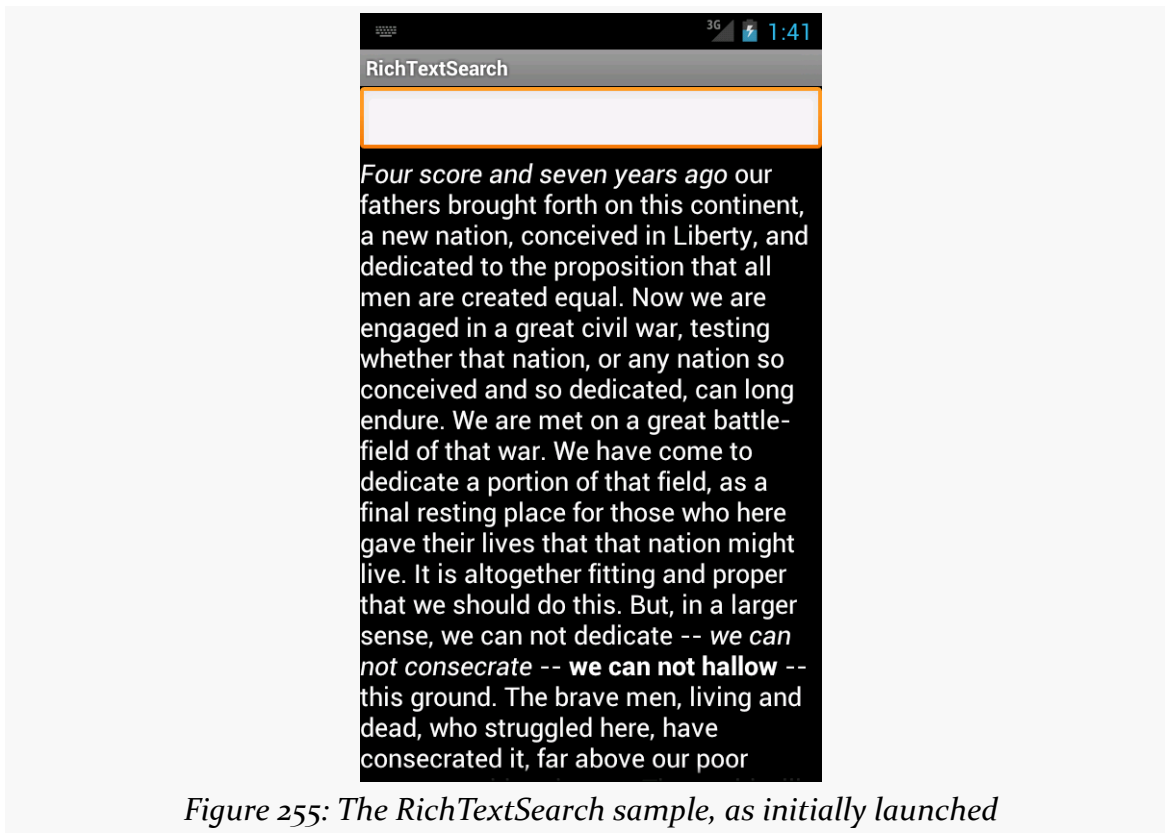 3G 1:41
RichTextSearch
Four score and seven years ago our
fathers brought forth on this continent,
a new nation, conceived in Liberty, and
dedicated to the proposition that all
men are created equal. Now we are
engaged in a great civil war, testing
whether that nation, or any nation so
conceived and so dedicated, can long
endure. We are met on a great battle-
field of that war. We have come to
dedicate a portion of that field, as a
final resting place for those who here
gave their lives that that nation might
live. It is altogether fitting and proper
that we should do this. But, in a larger
sense, we can not dedicate -- we can
not consecrate -- we can not hallow --
this ground. The brave men, living and
dead, who struggled here, have
consecrated it, far above our poor
Figure 255: The RichTextSearch sample, as initially launched